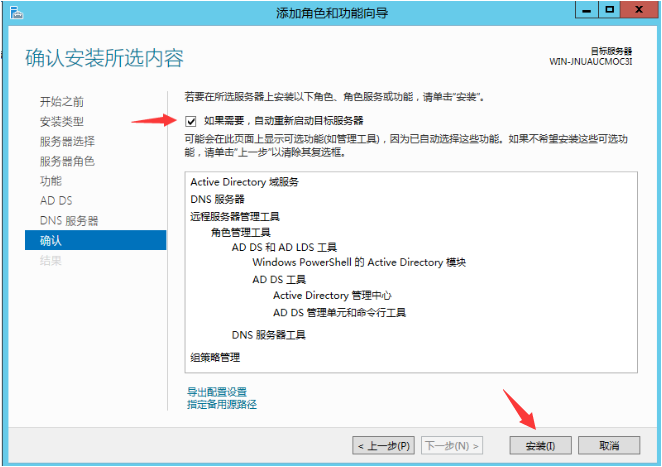 添加角色和功能向导
确认安装所选内容
目标服务器
WIN-JNUAUCMOC3I
开始之前
安装类型
服务器选择
服务器角色
功能
AD DS
DNS 服务器
确认
结果
若要在所选服务器上安装以下角色、角色服务或功能，请单击"安装"。
如果需要，自动重新启动目标服务器
可能会在此页面上显示可选功能(如管理工具)，因为已自动选择这些功能。如果不希望安装这些可选功
能，请单击"上一步"以清除其复选框。
Active Directory 域服务
DNS 服务器
远程服务器管理工具
角色管理工具
AD DS 和 AD LDS 工具
Windows PowerShell 的 Active Directory 模块
AD DS 工具
Active Directory 管理中心
AD DS 管理单元和命令行工具
DNS 服务器工具
组策略管理
导出配置设置
指定备用源路径
< 上一步(P)
下一步(N) >
安装(I)
取消